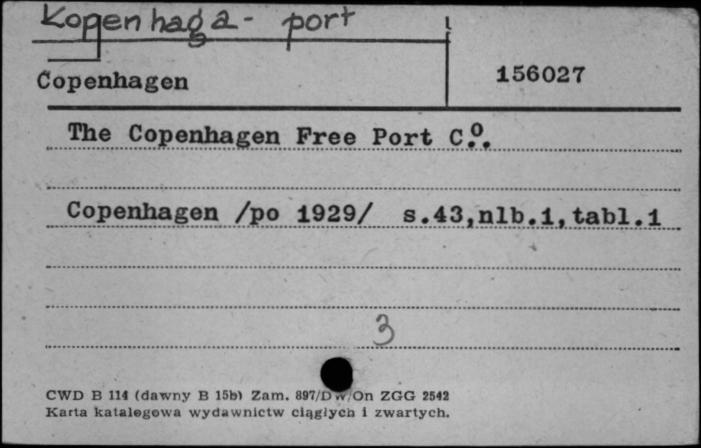 Kopenhaga - port
Copenhagen
156027
The Copenhagen Free Port Cº.
Copenhagen /po 1929/ s.43,nlb.1,tabl.1
3
CWD B 114 (dawny B 15b) Zam. 897/DW/On ZGG 2542
Karta katalogowa wydawnictw ciągłych i zwartych.